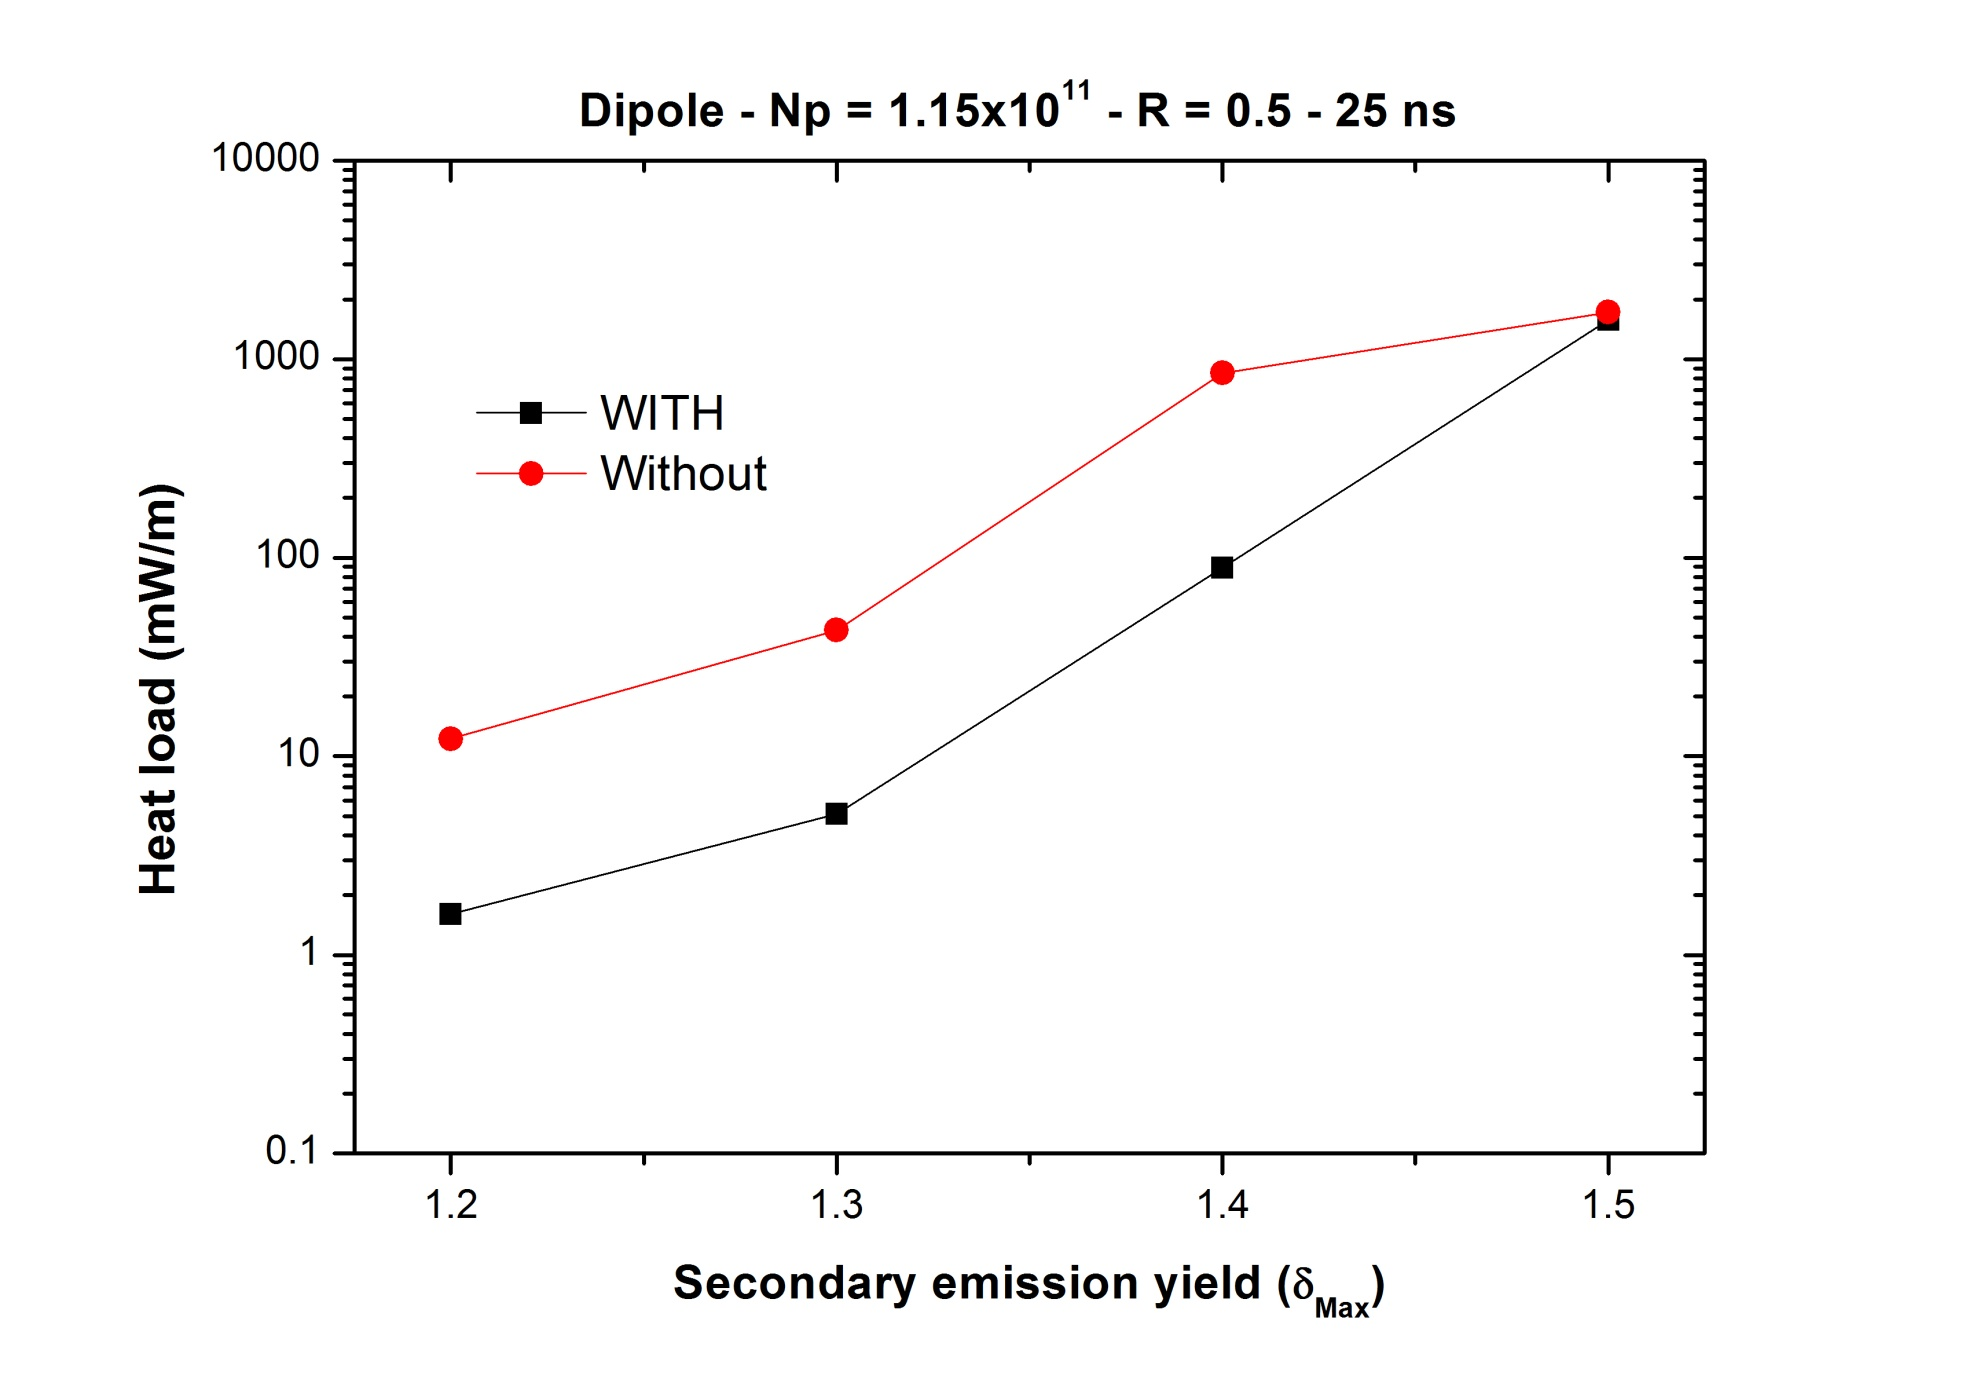 Dipole - Np = 1.15x10¹¹ - R = 0.5 - 25 ns
10000
1000
100
10
1
0.1
WITH
Without
Heat load (mW/m)
1.2 1.3 1.4 1.5
Secondary emission yield (δMax)